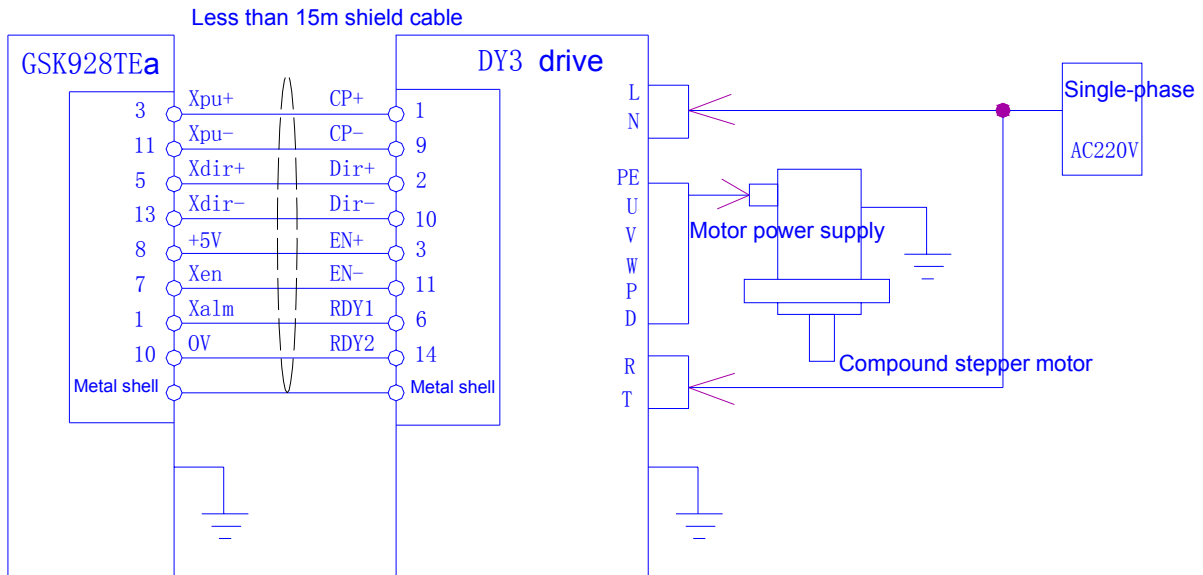 Less than 15m shield cable
GSK928TEa
DY3 drive
Single-phase
AC220V
3 Xpu+ CP+ 1
11 Xpu- CP- 9
5 Xdir+ Dir+ 2
13 Xdir- Dir- 10
8 +5V EN+ 3
7 Xen EN- 11
1 Xalm RDY1 6
10 0V RDY2 14
Metal shell Metal shell
L
N
PE
U
V
W
P
D
R
T
Motor power supply
Compound stepper motor